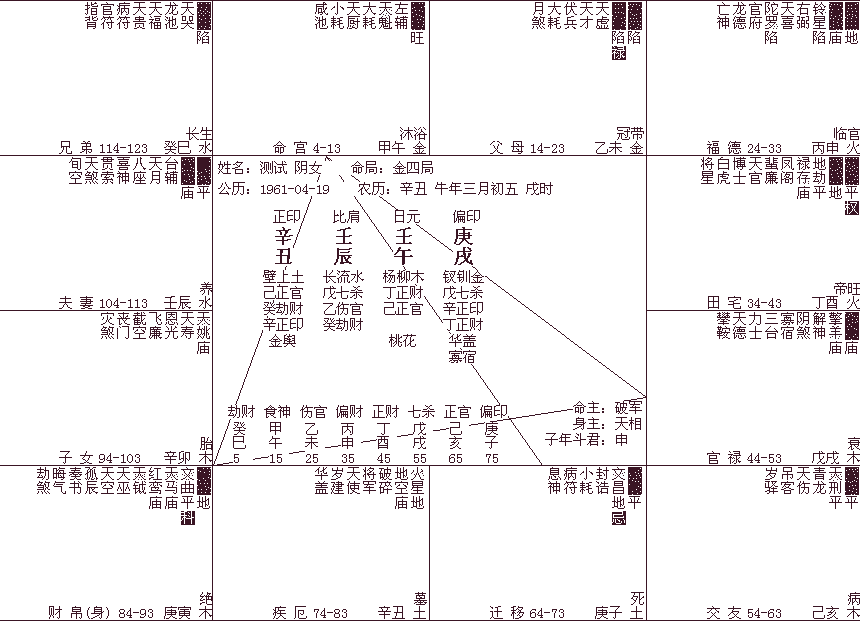 指背 官符 病符 天贵 天福 龙池 天哭
陷
长生
兄弟 114-123 癸巳 水
咸池 小耗 天厨 大耗 天魁 左辅
旺
沐浴
命宫 4-13 甲午 金
月煞 大耗 伏兵 天才 天虚
陷 陷
禄
冠带
父母 14-23 乙未 金
亡神 龙德 官府 陀罗 天喜 右弼 铃星
陷 陷 庙 地
临官
福德 24-33 丙申 火
旬空 天煞 贯索 喜神 八座 天月 台辅
庙 平
养
夫妻 104-113 壬辰 水
姓名: 测试 阴女 命局: 金四局
公历: 1961-04-19 农历: 辛丑 牛年三月初五 戌时
正印 比肩 日元 偏印
辛 壬 壬 庚
丑 辰 午 戌
壁上土 长流水 杨柳木 钗钏金
己正官 戊七杀 丁正财 戊七杀
癸劫财 乙伤官 己正官 辛正印
辛正印 癸劫财 丁正财
金舆 桃花 华盖
寡宿
劫财 食神 伤官 偏财 正财 七杀 正官 偏印
癸 甲 乙 丙 丁 戊 己 庚
巳 午 未 申 酉 戌 亥 子
5 15 25 35 45 55 65 75
命主: 破军
身主: 天相
子年斗君: 申
将星 白虎 博士 天官 蜚廉 凤阁 禄存 地劫
庙 平 地 平
权
帝旺
田宅 34-43 丁酉 火
灾煞 丧门 截空 飞廉 恩光 天寿 天姚
庙
胎
子女 94-103 辛卯 木
攀鞍 天德 力士 三台 寡宿 阴煞 解神 擎羊
庙 庙
衰
官禄 44-53 戊戌 木
劫煞 晦气 奏书 孤辰 天空 天巫 天钺 红鸾 天马 文曲
庙 庙 平 地
科
绝
财帛(身) 84-93 庚寅 木
华盖 岁建 天使 将军 破碎 地空 火星
庙 地
墓
疾厄 74-83 辛丑 土
息神 病符 小耗 封诰 文昌
地 平
忌
死
迁移 64-73 庚子 土
岁驿 吊客 天伤 青龙 天刑
平 平
病
交友 54-63 己亥 木